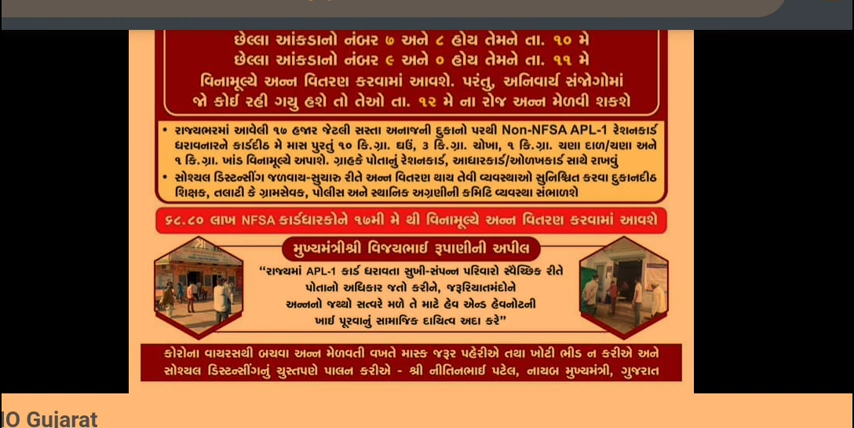 છેલ્લા આંકડાનો નંબર ૭ અને ૮ હોય તેમને તા. ૧૦ મે
છેલ્લા આંકડાનો નંબર ૯ અને ૦ હોય તેમને તા. ૧૧ મે
વિનામૂલ્યે અન્ન વિતરણ કરવામાં આવશે. પરંતુ, અનિવાર્ય સંજોગોમાં
જો કોઈ રહી ગયુ હશે તો તેઓ તા. ૧૨ મે ના રોજ અન્ન મેળવી શકશે
• રાજ્યભરમાં આવેલી ૧૭ હજાર જેટલી સસ્તા અનાજની દુકાનો પરથી Non-NFSA APL-1 રેશનકાર્ડ
ધરાવનારને કાર્ડદીઠ મે માસ પુરતું ૧૦ કિ.ગ્રા. ઘઉં, ૩ કિ.ગ્રા. ચોખા, ૧ કિ.ગ્રા. ચણા દાળ/ચણા અને
૧ કિ.ગ્રા. ખાંડ વિનામૂલ્યે અપાશે. ગ્રાહકે પોતાનું રેશનકાર્ડ, આધારકાર્ડ/ઓળખકાર્ડ સાથે રાખવું
• સોશ્યલ ડિસ્ટન્સીંગ જળવાય-સુચારુ રીતે અન્ન વિતરણ થાય તેવી વ્યવસ્થાઓ સુનિશ્ચિત કરવા દુકાનદીઠ
શિક્ષક, તલાટી કે ગ્રામસેવક, પોલીસ અને સ્થાનિક અગ્રણીની કમિટિ વ્યવસ્થા સંભાળશે
૬૮.૮૦ લાખ NFSA કાર્ડધારકોને ૧૭મી મે થી વિનામૂલ્યે અન્ન વિતરણ કરવામાં આવશે
મુખ્યમંત્રીશ્રી વિજયભાઈ રૂપાણીની અપીલ
“રાજ્યમાં APL-1 કાર્ડ ધરાવતા સુખી-સંપન્ન પરિવારો સ્વૈચ્છિક રીતે
પોતાનો અધિકાર જતો કરીને, જરૂરિયાતમંદોને
અન્નનો જથ્થો સત્વરે મળે તે માટે હેવ એન્ડ હેવનોટની
ખાઈ પૂરવાનું સામાજિક દાયિત્વ અદા કરે”
કોરોના વાયરસથી બચવા અન્ન મેળવતી વખતે માસ્ક જરૂર પહેરીએ તથા ખોટી ભીડ ન કરીએ અને
સોશ્યલ ડિસ્ટન્સીંગનું ચુસ્તપણે પાલન કરીએ - શ્રી નીતિનભાઈ પટેલ, નાયબ મુખ્યમંત્રી, ગુજરાત
IO Gujarat